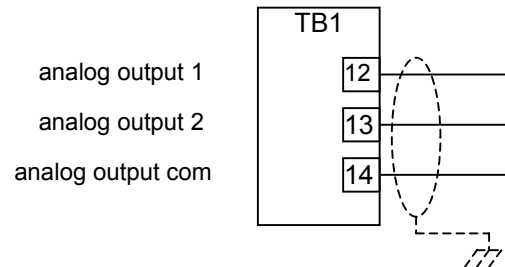 TB1
analog output 1 12
analog output 2 13
analog output com 14